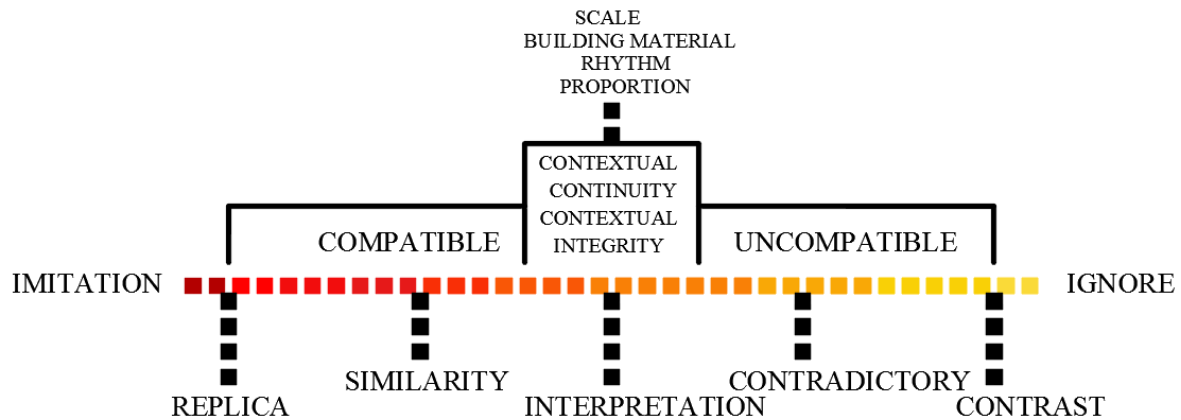 SCALE
BUILDING MATERIAL
RHYTHM
PROPORTION
CONTEXTUAL
CONTINUITY
CONTEXTUAL
INTEGRITY
COMPATIBLE
UNCOMPATIBLE
IMITATION
IGNORE
SIMILARITY
CONTRADICTORY
REPLICA
INTERPRETATION
CONTRAST